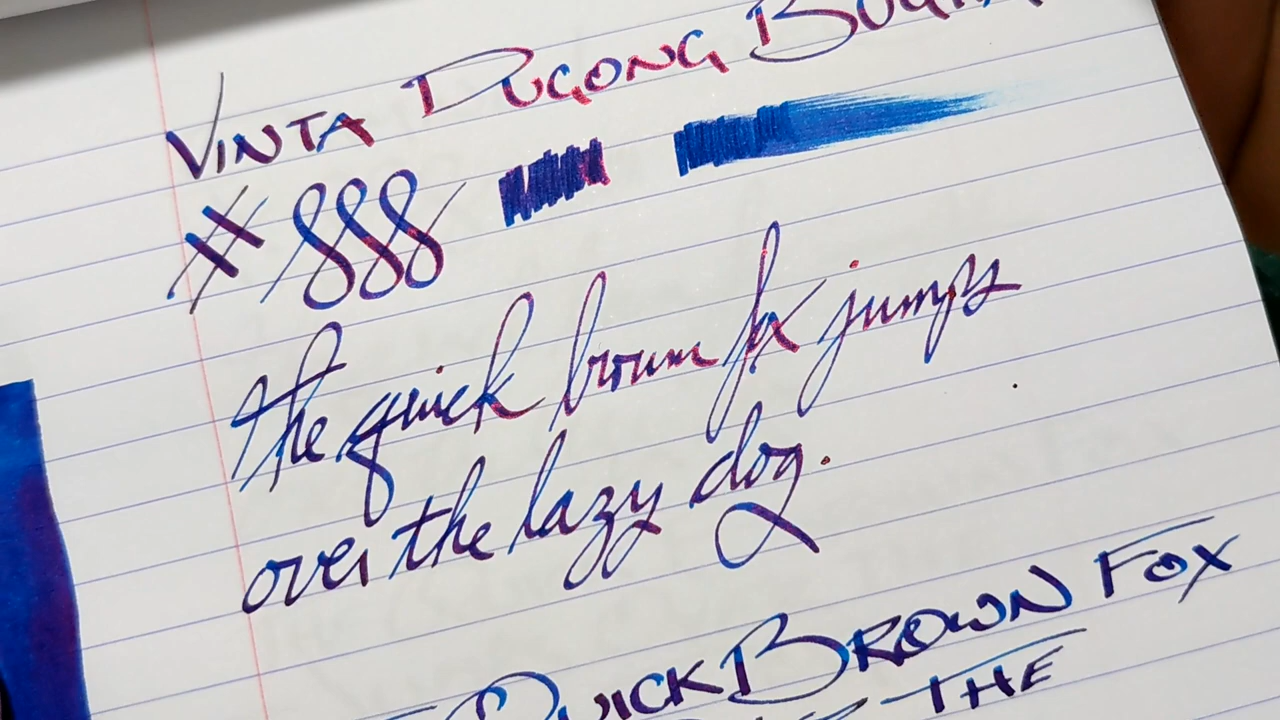 VINTA DUGONG
#888
the quick brown fox jumps
over the lazy dog.
QUICK BROWN FOX
THE